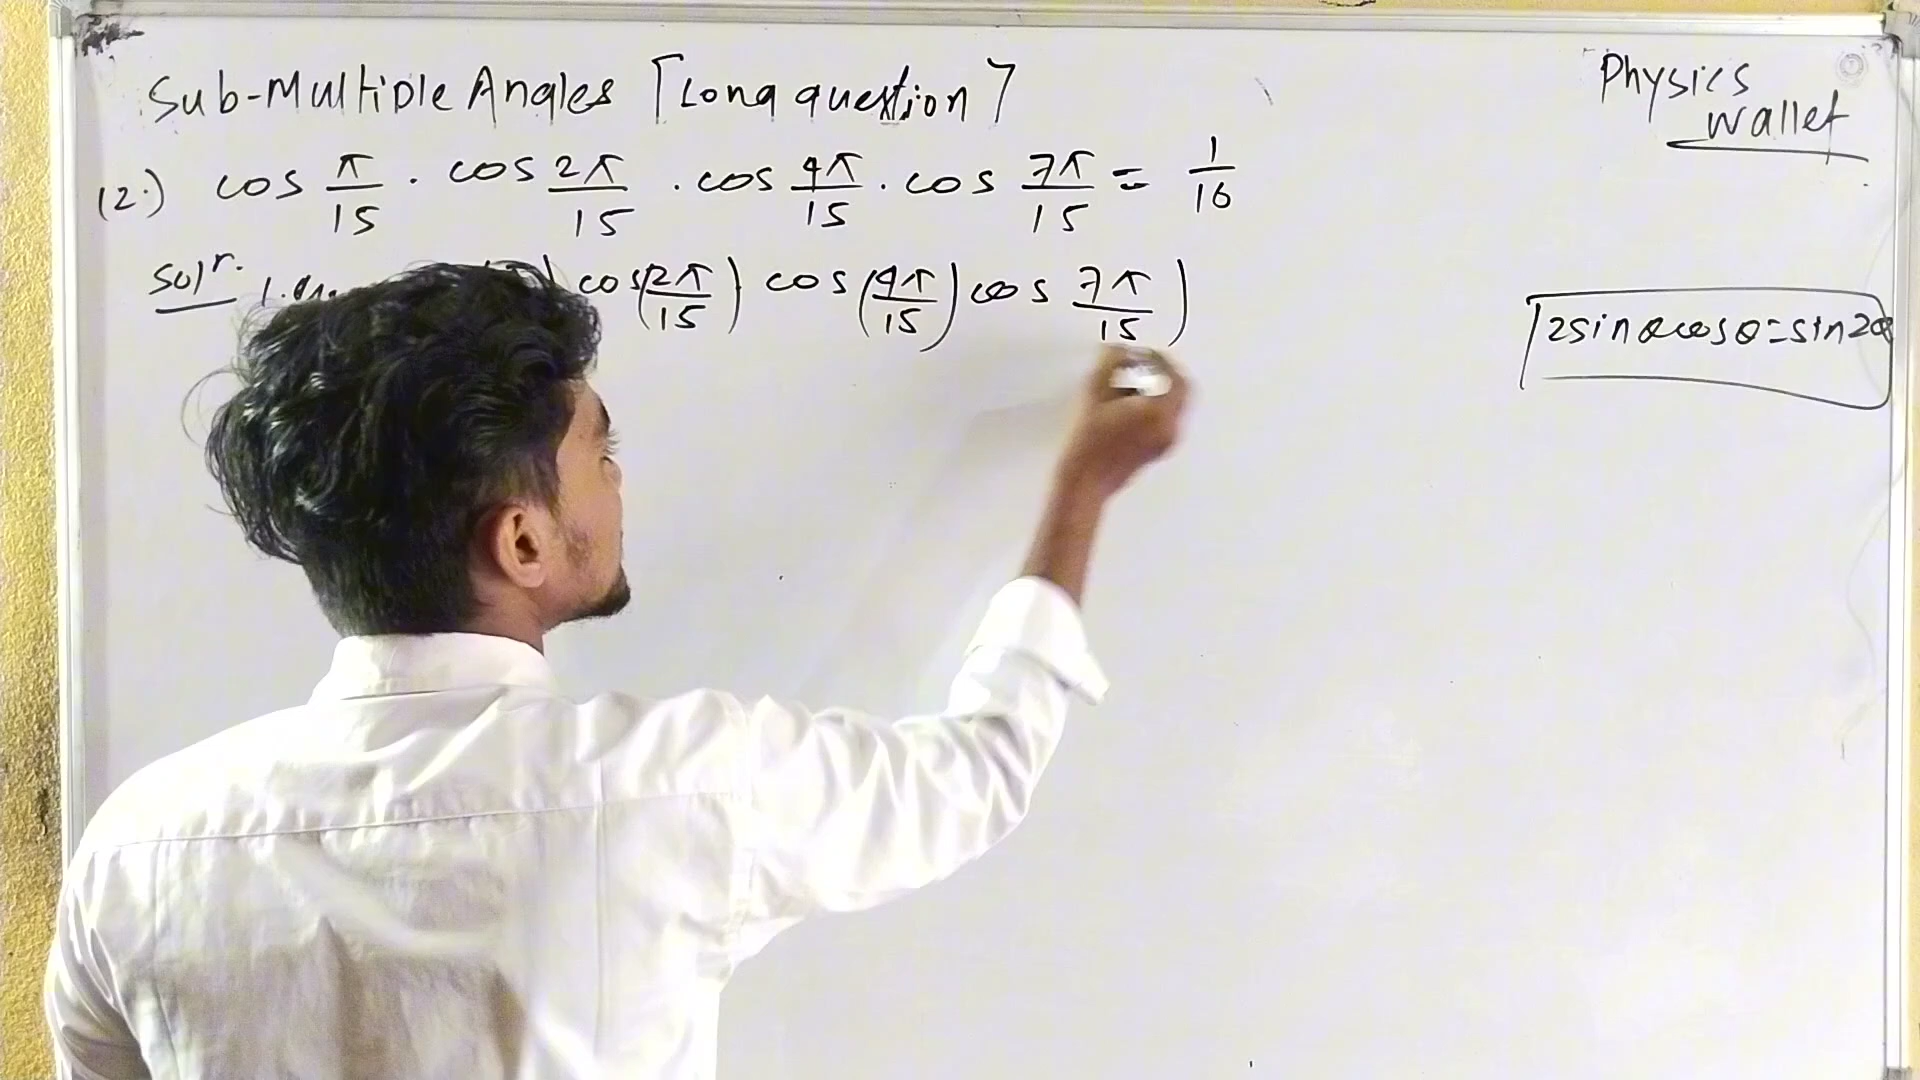 Sub-Multiple Angles [Long question]
Physics
Wallet
(2.) cos π/15 . cos 2π/15 . cos 4π/15 . cos 7π/15 = 1/16
Solⁿ. cos(2π/15) cos(4π/15) cos 7π/15)
2sinθcosθ=sin2θ